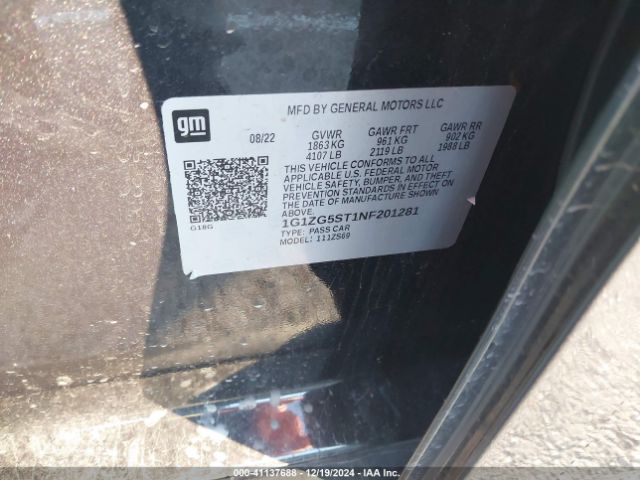 MFD BY GENERAL MOTORS LLC
gm
08/22 GVWR GAWR FRT GAWR RR
1863 KG 961 KG 902 KG
4107 LB 2119 LB 1988 LB
THIS VEHICLE CONFORMS TO ALL
APPLICABLE U.S. FEDERAL MOTOR
VEHICLE SAFETY, BUMPER, AND THEFT
PREVENTION STANDARDS IN EFFECT ON
THE DATE OF MANUFACTURE SHOWN
ABOVE.
G18G
1G1ZG5ST1NF201281
TYPE: PASS CAR
MODEL: 111ZS69
00-41137688 — 12/19/2024 — IAA Inc.